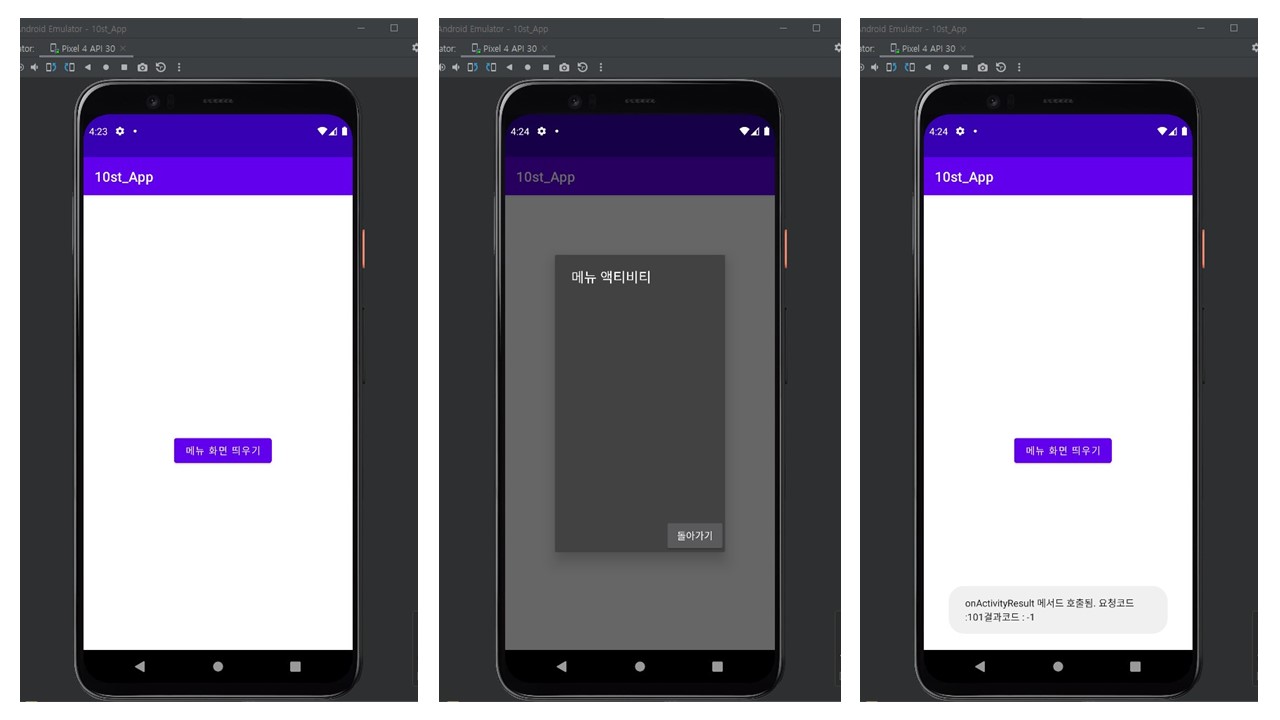 Android Emulator - 10st_App
ator:
Pixel 4 API 30
4:23
10st_App
메뉴 화면 띄우기
Android Emulator - 10st_App
ator:
Pixel 4 API 30
4:24
10st_App
메뉴 액티비티
돌아가기
Android Emulator - 10st_App
ator:
Pixel 4 API 30
4:24
10st_App
메뉴 화면 띄우기
onActivityResult 메서드 호출됨. 요청코드
:101결과코드 : -1